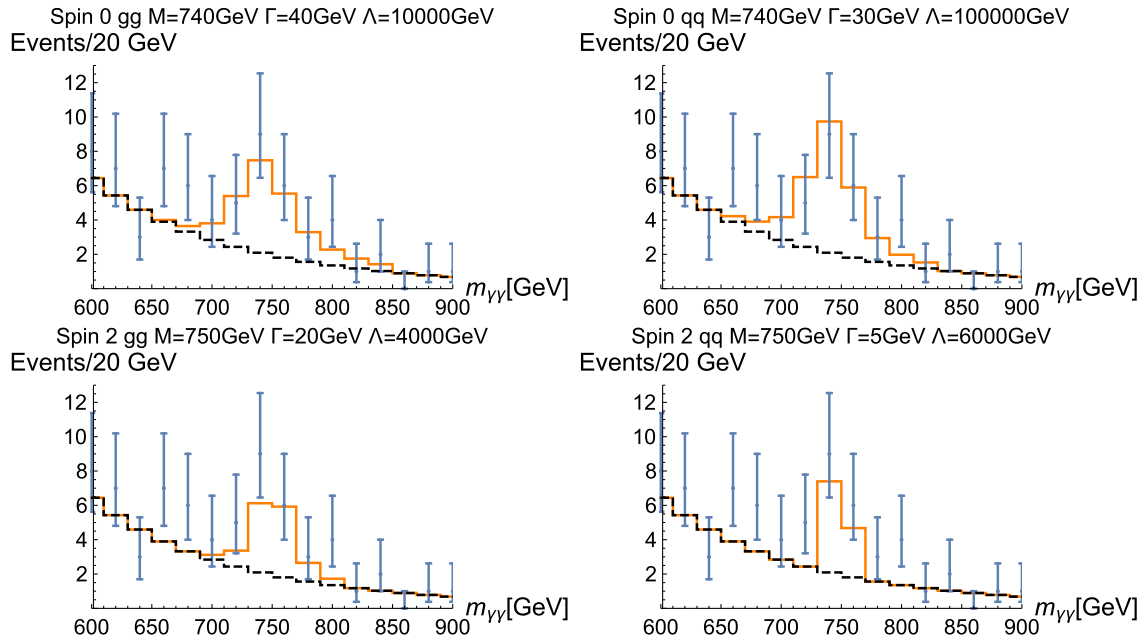 Spin 0 gg M=740GeV Γ=40GeV Λ=10000GeV
Events/20 GeV
12
10
8
6
4
2
600 650 700 750 800 850 900
mγγ[GeV]
Spin 0 qq M=740GeV Γ=30GeV Λ=100000GeV
Events/20 GeV
12
10
8
6
4
2
600 650 700 750 800 850 900
mγγ[GeV]
Spin 2 gg M=750GeV Γ=20GeV Λ=4000GeV
Events/20 GeV
12
10
8
6
4
2
600 650 700 750 800 850 900
mγγ[GeV]
Spin 2 qq M=750GeV Γ=5GeV Λ=6000GeV
Events/20 GeV
12
10
8
6
4
2
600 650 700 750 800 850 900
mγγ[GeV]